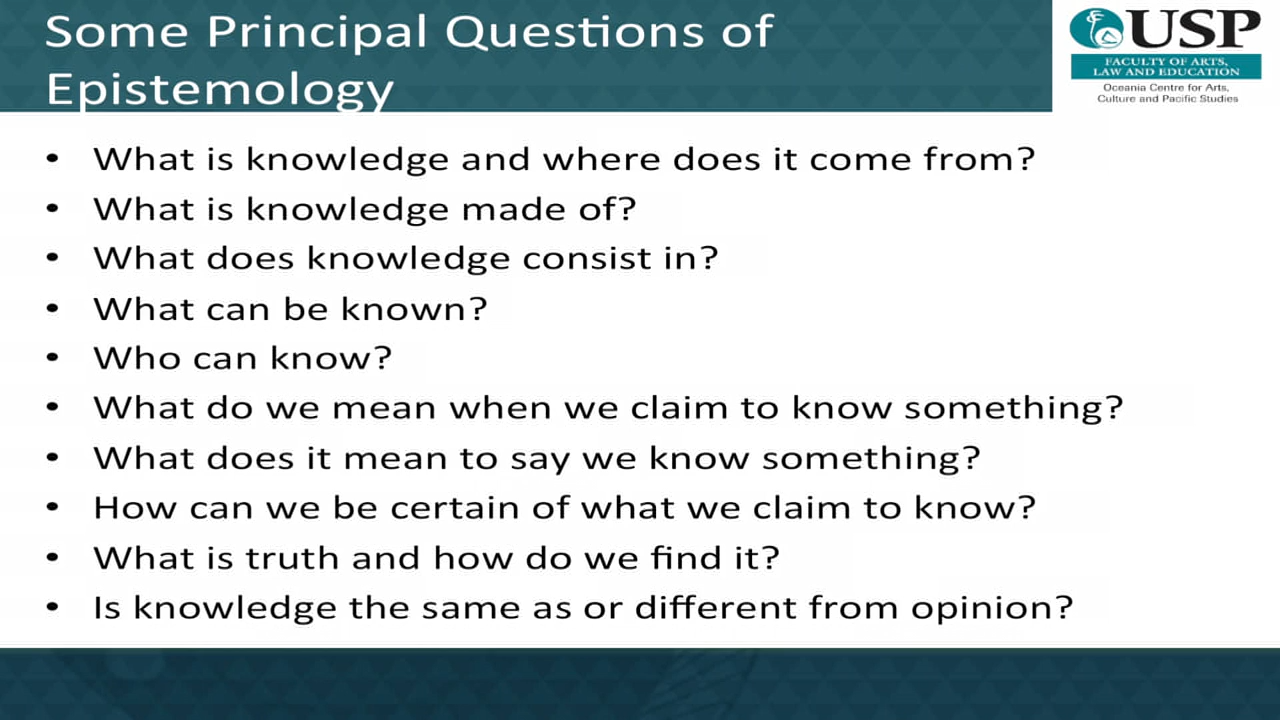 Some Principal Questions of
Epistemology
USP
FACULTY OF ARTS,
LAW AND EDUCATION
Oceania Centre for Arts,
Culture and Pacific Studies
• What is knowledge and where does it come from?
• What is knowledge made of?
• What does knowledge consist in?
• What can be known?
• Who can know?
• What do we mean when we claim to know something?
• What does it mean to say we know something?
• How can we be certain of what we claim to know?
• What is truth and how do we find it?
• Is knowledge the same as or different from opinion?